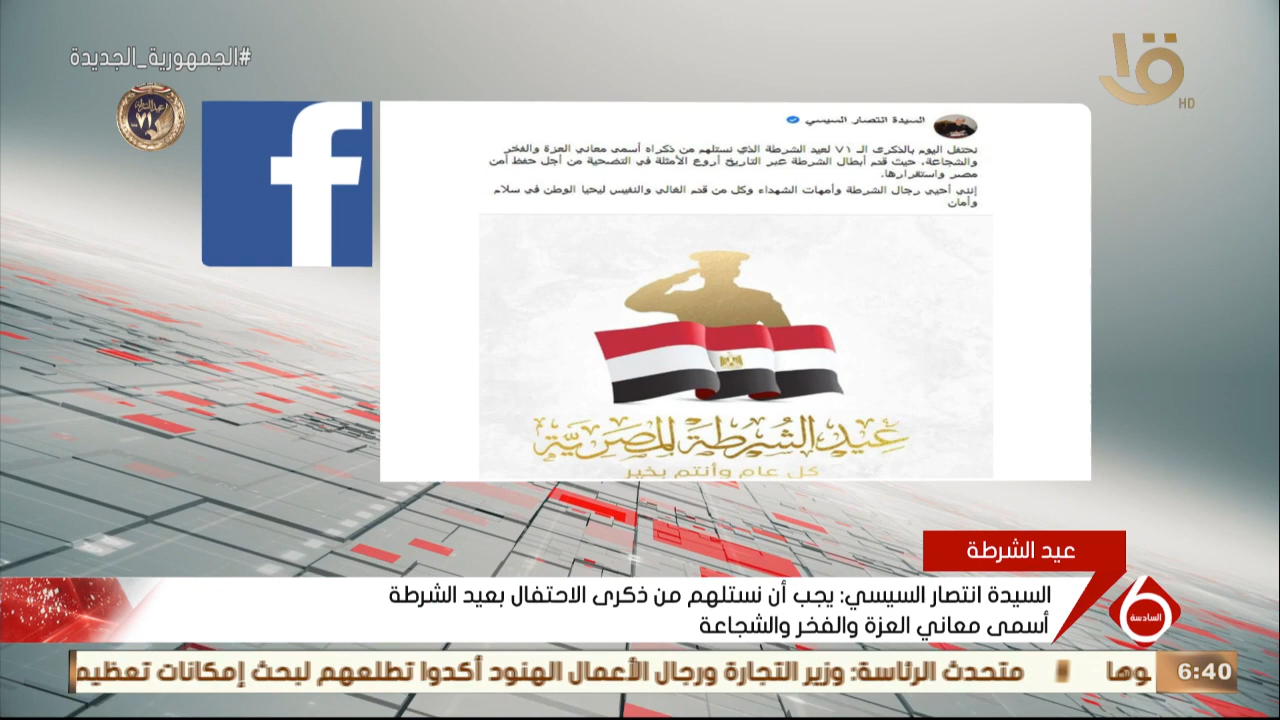 #الجمهورية_الجديدة
HD
عيد الشرطة
٧١
السيدة انتصار السيسي
نحتفل اليوم بالذكرى الـ ٧١ لعيد الشرطة الذي نستلهم من ذكراه أسمى معاني العزة والفخر
والشجاعة، حيث قدم أبطال الشرطة عبر التاريخ أروع الأمثلة في التضحية من أجل حفظ أمن
مصر واستقرارها.
إنني أحيي رجال الشرطة وأمهات الشهداء وكل من قدم الغالي والنفيس ليحيا الوطن في سلام
وأمان
عيد الشرطة المصرية
كل عام وأنتم بخير
عيد الشرطة
السيدة انتصار السيسي: يجب أن نستلهم من ذكرى الاحتفال بعيد الشرطة
أسمى معاني العزة والفخر والشجاعة
السادسة
6:40
متحدث الرئاسة: وزير التجارة ورجال الأعمال الهنود أكدوا تطلعهم لبحث إمكانات تعظيم